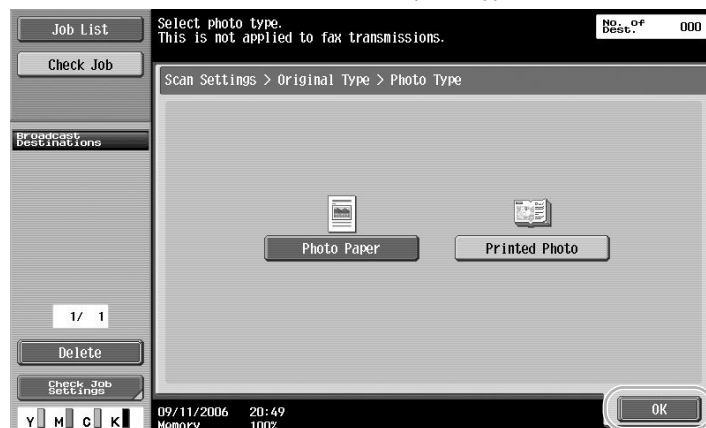 Job List
Check Job
Broadcast
Destinations
1/ 1
Delete
Check Job
Settings
Y M C K
Select photo type.
This is not applied to fax transmissions.
No. of
Dest.
000
Scan Settings > Original Type > Photo Type
Photo Paper
Printed Photo
09/11/2006 20:49
Memory 100%
OK